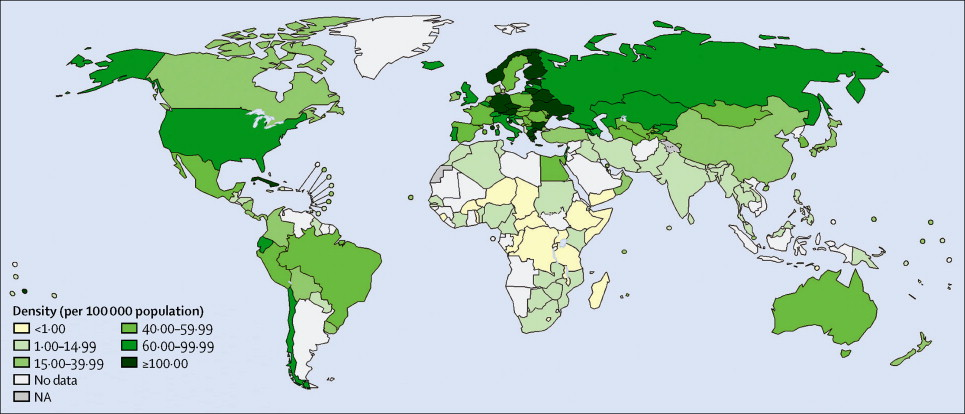 Density (per 100 000 population)
<1·00
40·00–59·99
1·00–14·99
60·00–99·99
15·00–39·99
≥100·00
No data
NA